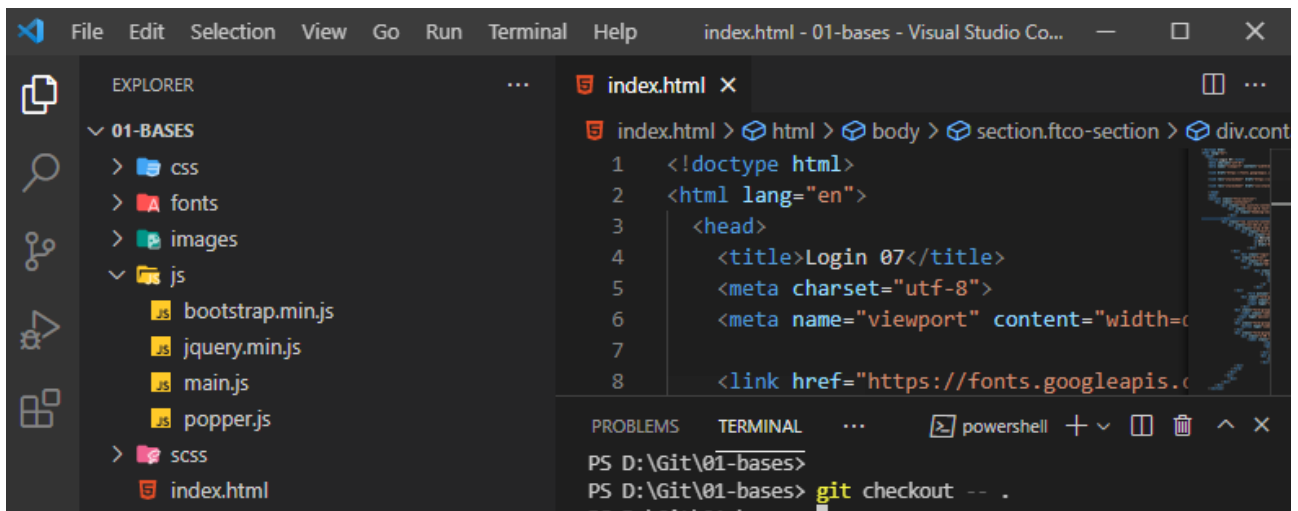 File Edit Selection View Go Run Terminal Help index.html - 01-bases - Visual Studio Co...
EXPLORER
01-BASES
css
fonts
images
js
bootstrap.min.js
jquery.min.js
main.js
popper.js
scss
index.html
index.html
index.html > html > body > section.ftco-section > div.cont
1 <!doctype html>
2 <html lang="en">
3 <head>
4 <title>Login 07</title>
5 <meta charset="utf-8">
6 <meta name="viewport" content="width=
7
8 <link href="https://fonts.googleapis.
PROBLEMS TERMINAL ... powershell
PS D:\Git\01-bases>
PS D:\Git\01-bases> git checkout -- .